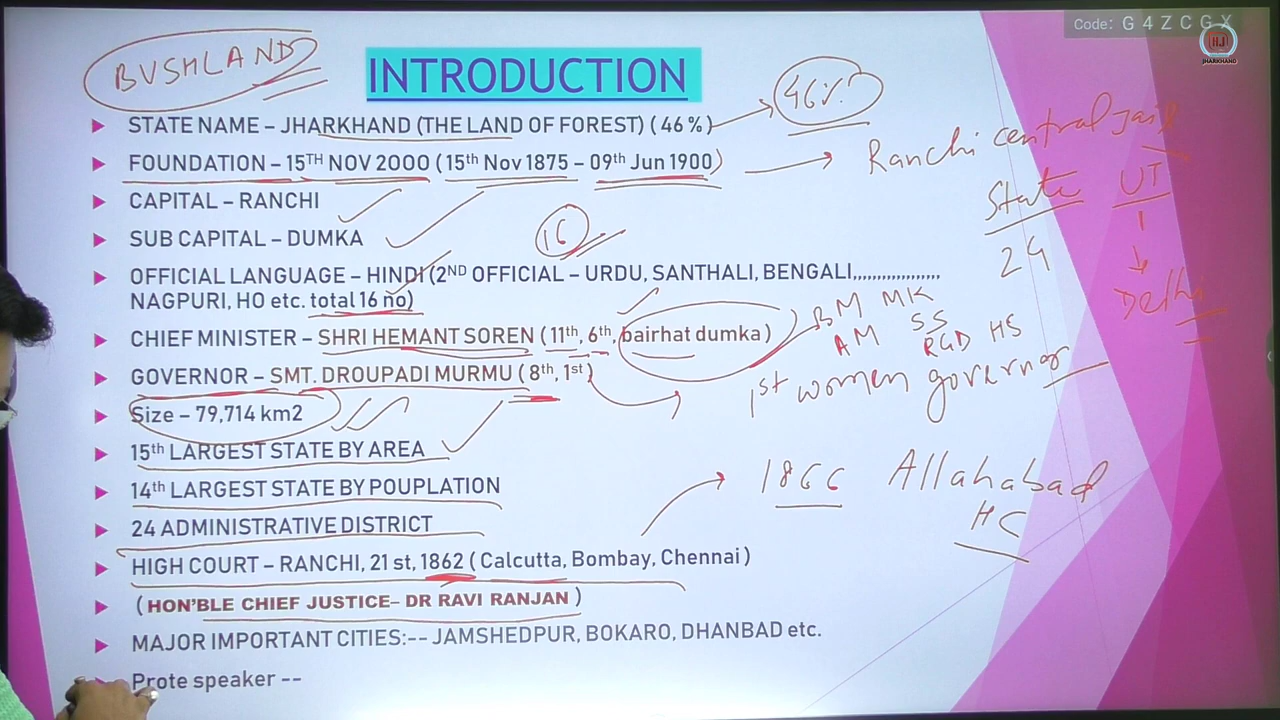 Code: G 4 Z C G X
HJ
JHARKHAND
BUSHLAND
INTRODUCTION
STATE NAME – JHARKHAND (THE LAND OF FOREST) ( 46 %)
46%
FOUNDATION – 15TH NOV 2000 ( 15th Nov 1875 – 09th Jun 1900)
Ranchi central jail
CAPITAL – RANCHI
State UT
SUB CAPITAL – DUMKA
16
24
Delhi
OFFICIAL LANGUAGE – HINDI (2ND OFFICIAL – URDU, SANTHALI, BENGALI,,,,,,,,,,,,,,,,,,
NAGPURI, HO etc. total 16 no)
CHIEF MINISTER – SHRI HEMANT SOREN ( 11th, 6th, bairhat dumka )
BM MK
AM SS
RGD HS
GOVERNOR – SMT. DROUPADI MURMU ( 8th, 1st)
1st women governor
Size – 79,714 km2
15th LARGEST STATE BY AREA
14th LARGEST STATE BY POUPLATION
1866 Allahabad
HC
24 ADMINISTRATIVE DISTRICT
HIGH COURT – RANCHI, 21 st, 1862 ( Calcutta, Bombay, Chennai )
( HON'BLE CHIEF JUSTICE– DR RAVI RANJAN )
MAJOR IMPORTANT CITIES:-- JAMSHEDPUR, BOKARO, DHANBAD etc.
Prote speaker --